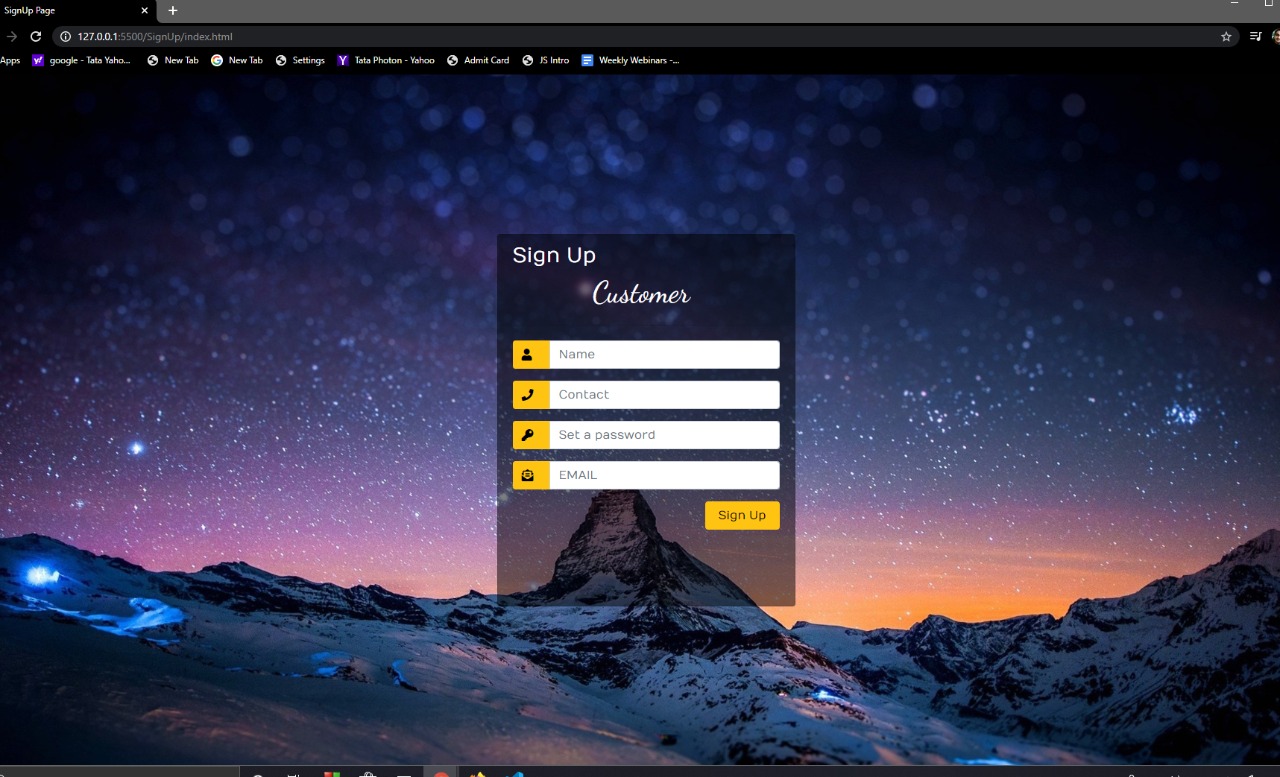 SignUp Page
127.0.0.1:5500/SignUp/index.html
Apps google - Tata Yaho... New Tab New Tab Settings Tata Photon - Yahoo Admit Card JS Intro Weekly Webinars -...
Sign Up
Customer
Name
Contact
Set a password
EMAIL
Sign Up